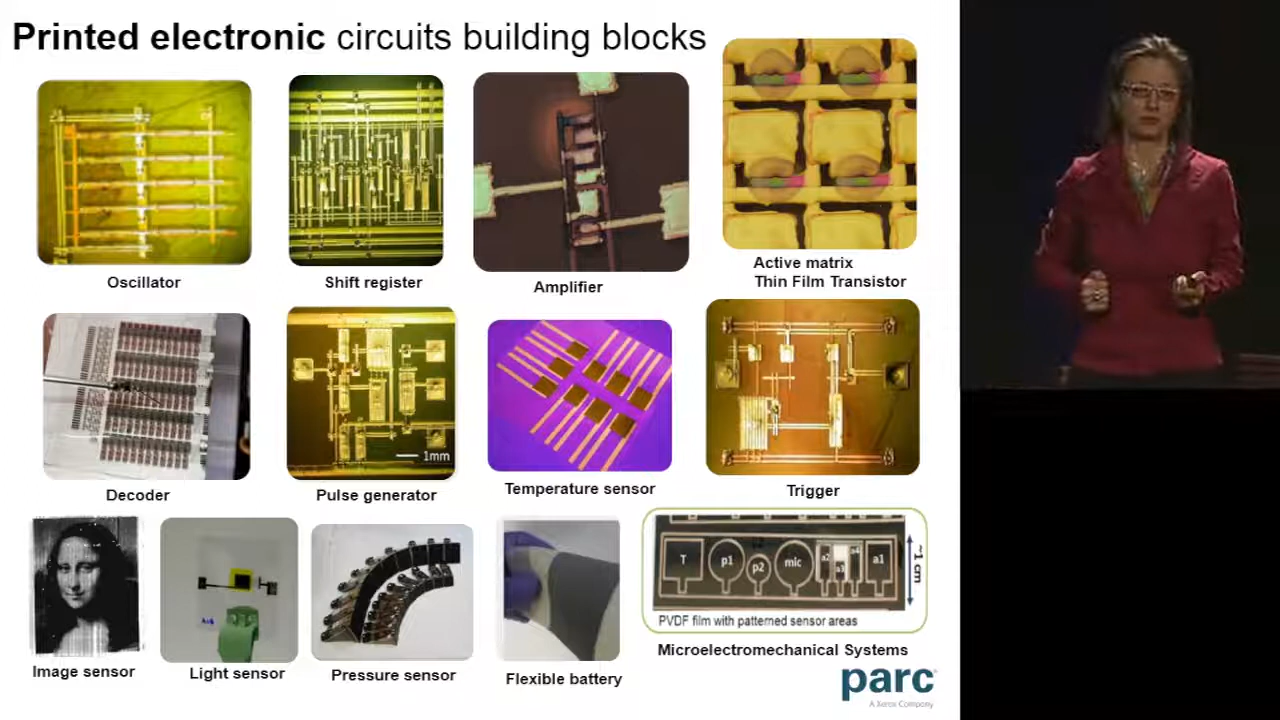 Printed electronic circuits building blocks
Oscillator
Shift register
Amplifier
Active matrix
Thin Film Transistor
1mm
Decoder
Pulse generator
Temperature sensor
Trigger
T
p1
p2
mic
a2
a3
a1
~1 cm
PVDF film with patterned sensor areas
Image sensor
Light sensor
Pressure sensor
Flexible battery
Microelectromechanical Systems
parc
A Xerox Company